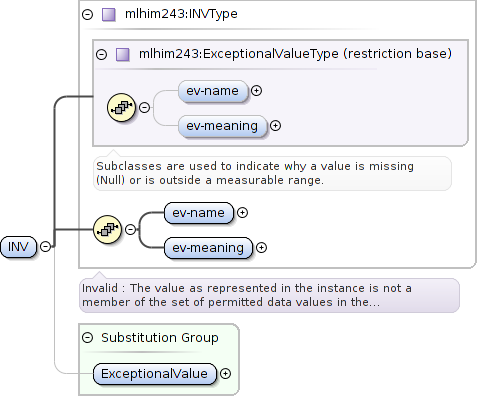 mlhim243:INVType
mlhim243:ExceptionalValueType (restriction base)
ev-name
ev-meaning
Subclasses are used to indicate why a value is missing
(Null) or is outside a measurable range.
ev-name
ev-meaning
INV
Invalid : The value as represented in the instance is not a
member of the set of permitted data values in the...
Substitution Group
ExceptionalValue